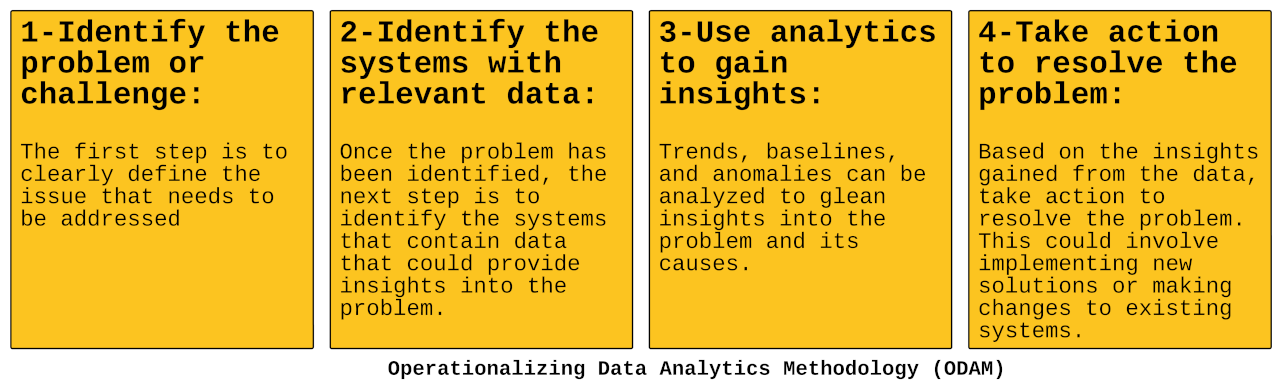 1-Identify the
problem or
challenge:
The first step is to
clearly define the
issue that needs to
be addressed
2-Identify the
systems with
relevant data:
Once the problem has
been identified, the
next step is to
identify the systems
that contain data
that could provide
insights into the
problem.
3-Use analytics
to gain
insights:
Trends, baselines,
and anomalies can be
analyzed to glean
insights into the
problem and its
causes.
4-Take action
to resolve the
problem:
Based on the insights
gained from the data,
take action to
resolve the problem.
This could involve
implementing new
solutions or making
changes to existing
systems.
Operationalizing Data Analytics Methodology (ODAM)